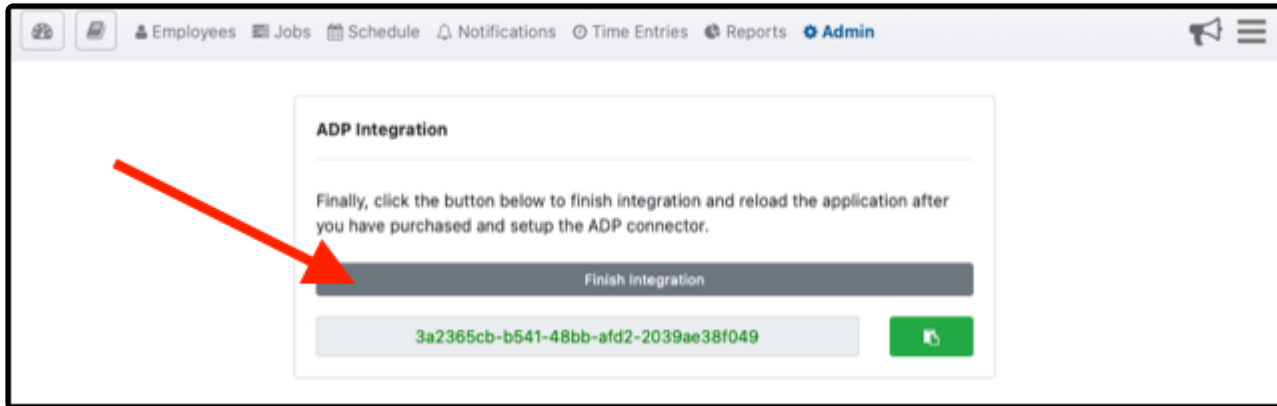 Employees Jobs Schedule Notifications Time Entries Reports Admin
ADP Integration
Finally, click the button below to finish integration and reload the application after
you have purchased and setup the ADP connector.
Finish Integration
3a2365cb-b541-48bb-afd2-2039ae38f049